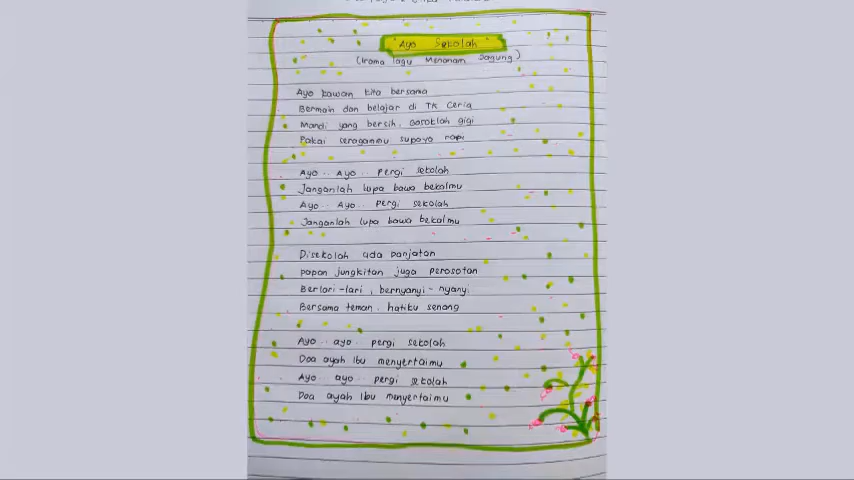 "Ayo Sekolah"
(Irama lagu Menanam Jagung)
Ayo kawan kita bersama
Bermain dan belajar di TK Ceria
Mandi yang bersih, Gosoklah gigi
Pakai seragammu supaya rapi
Ayo.. Ayo.. pergi sekolah
Janganlah lupa bawa bekalmu
Ayo.. Ayo.. pergi sekolah
Janganlah lupa bawa bekalmu
Disekolah ada panjatan
papan jungkitan juga perosotan
Berlari-lari, bernyanyi-nyanyi
Bersama teman, hatiku senang
Ayo.. ayo.. pergi sekolah
Doa ayah Ibu menyertaimu
Ayo.. ayo.. pergi sekolah
Doa ayah Ibu menyertaimu